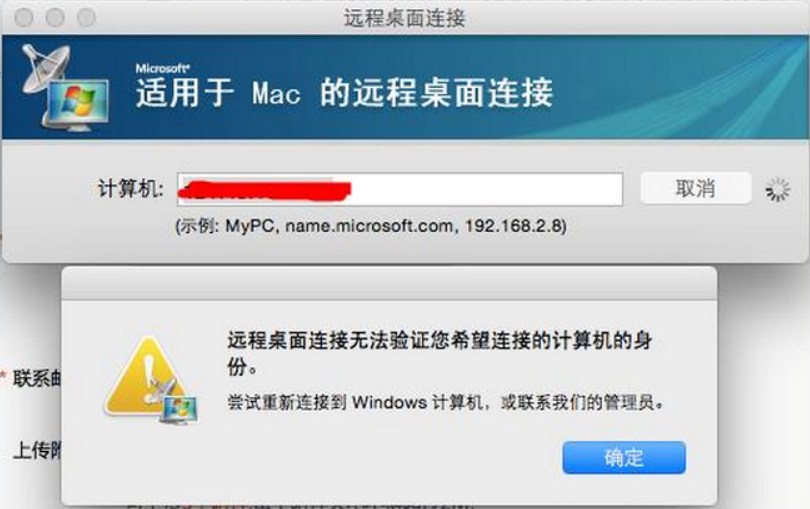 远程桌面连接
Microsoft®
适用于 Mac 的远程桌面连接
计算机:
取消
(示例: MyPC, name.microsoft.com, 192.168.2.8)
远程桌面连接无法验证您希望连接的计算机的身
份。
尝试重新连接到 Windows 计算机，或联系我们的管理员。
* 联系邮
上传附
确定